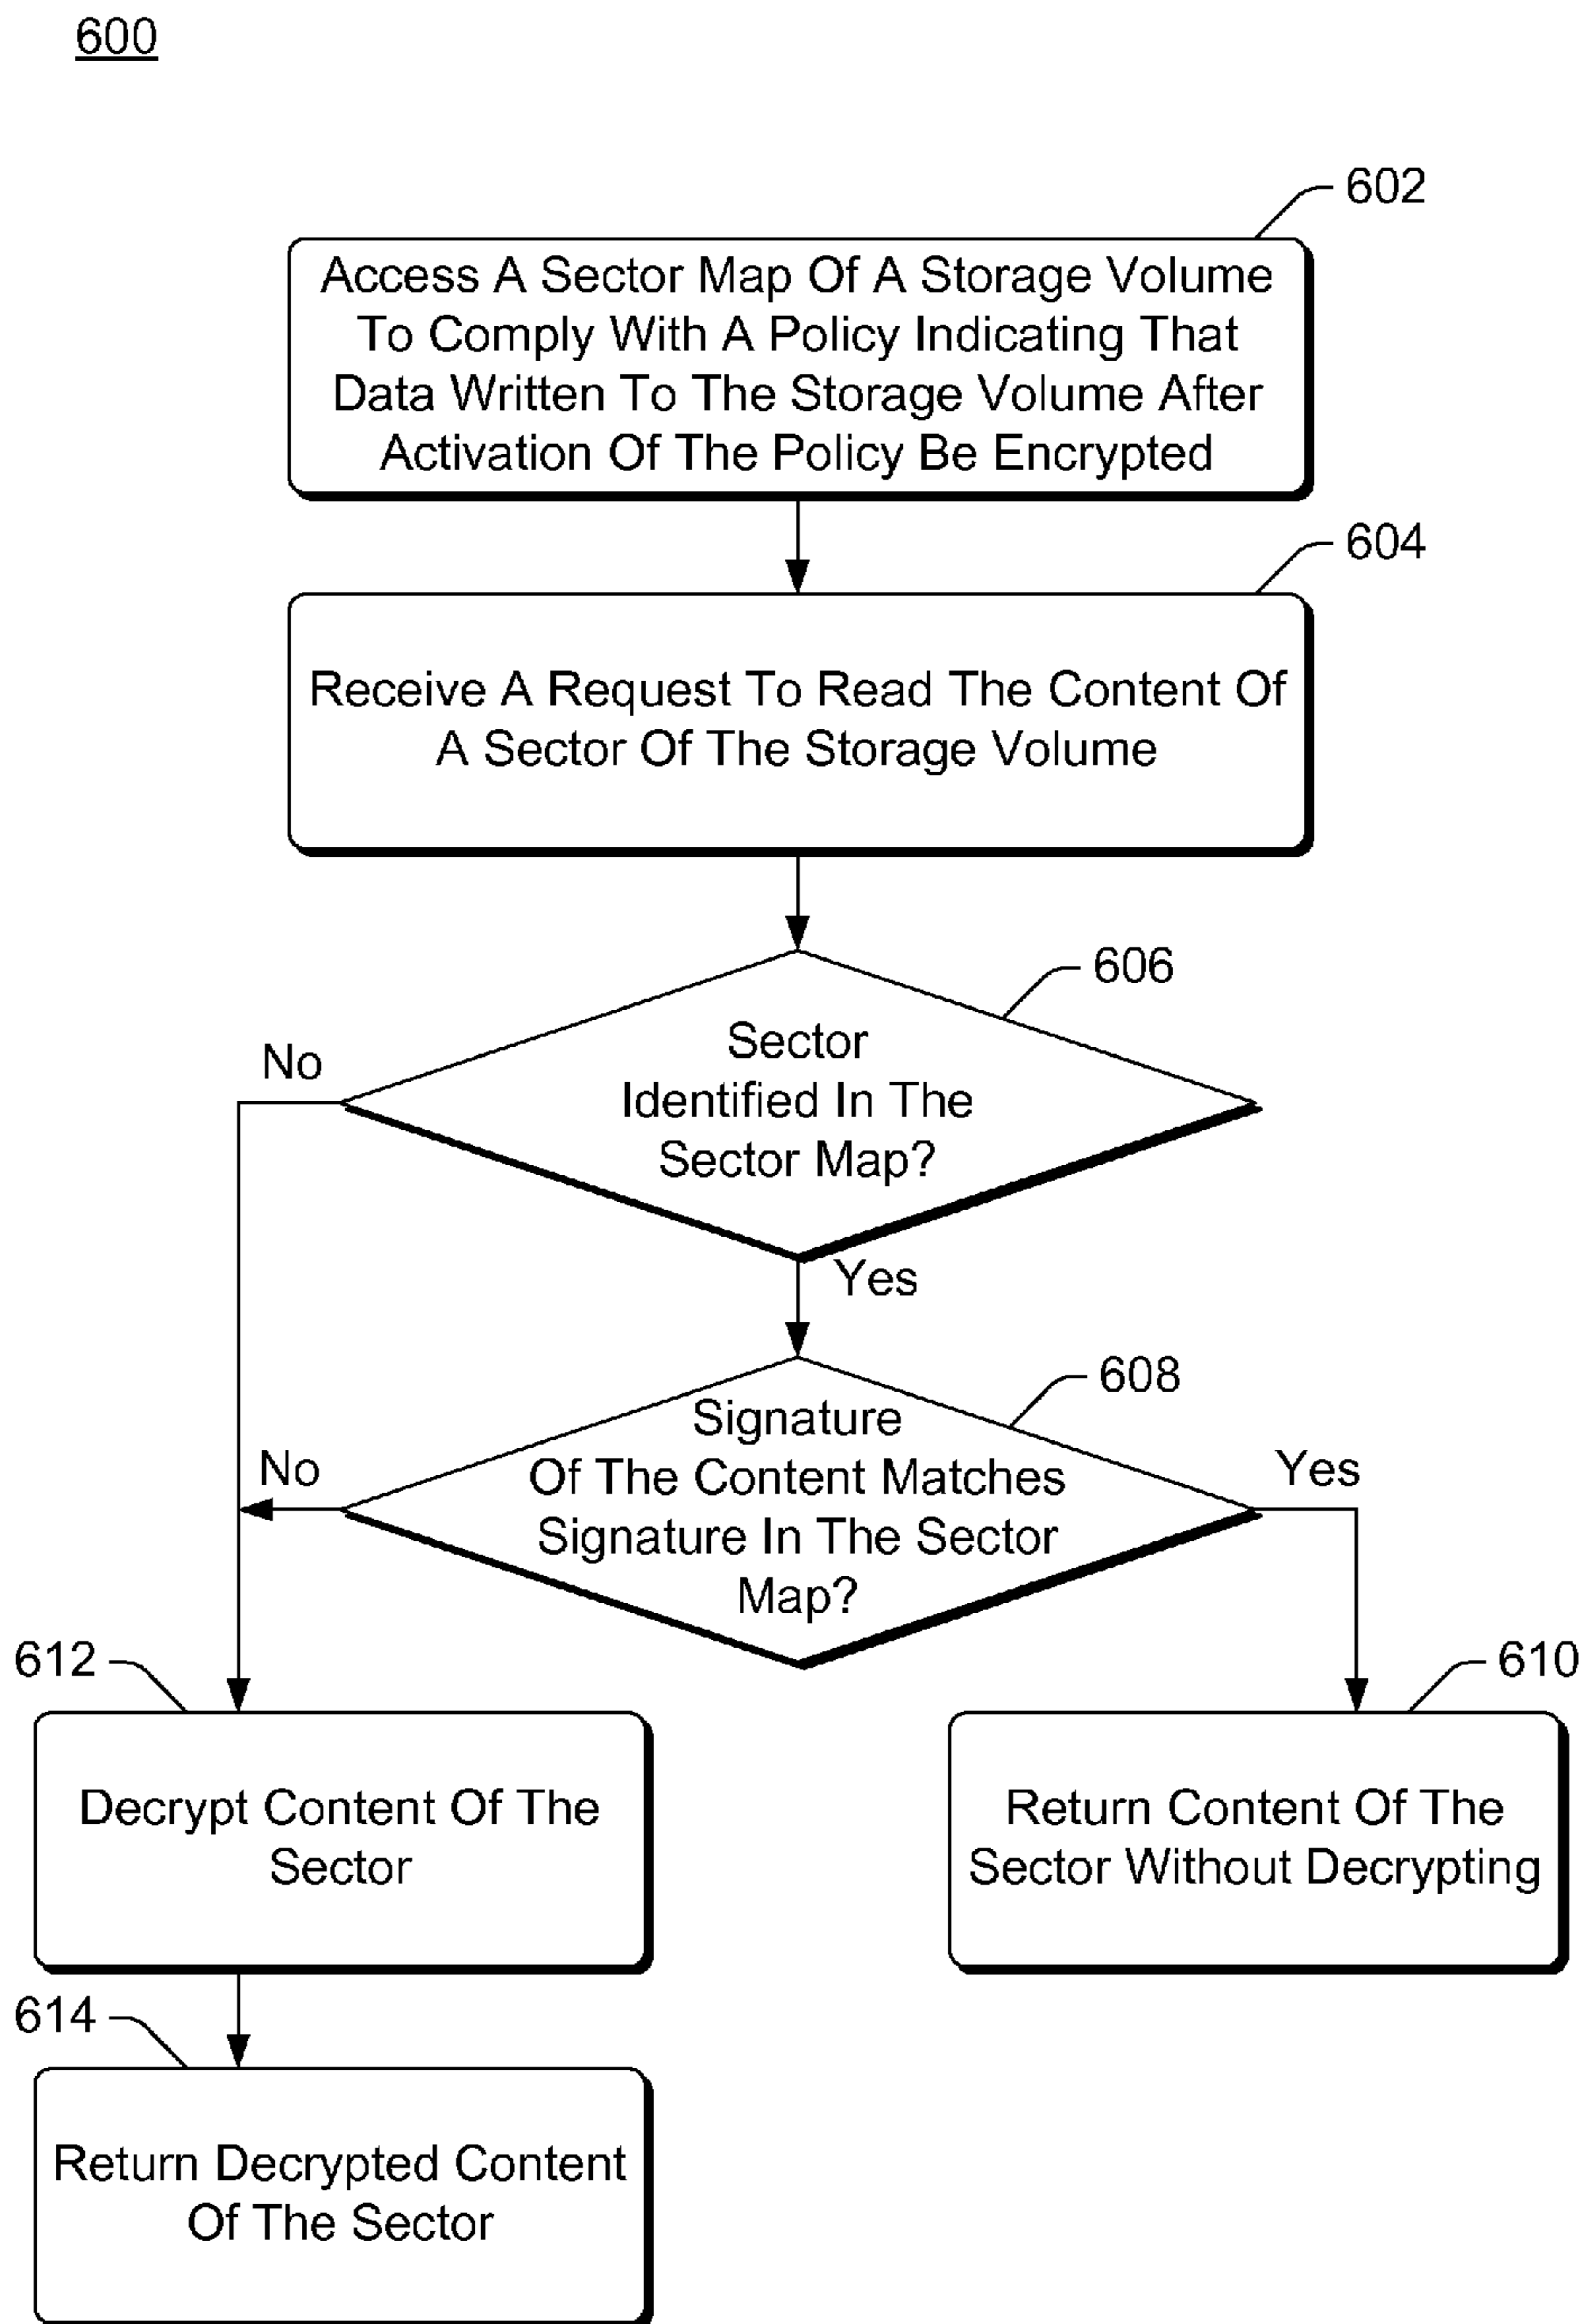 600
602
Access A Sector Map Of A Storage Volume
To Comply With A Policy Indicating That
Data Written To The Storage Volume After
Activation Of The Policy Be Encrypted
604
Receive A Request To Read The Content Of
A Sector Of The Storage Volume
606
Sector
Identified In The
Sector Map?
No
Yes
608
Signature
Of The Content Matches
Signature In The Sector
Map?
No
Yes
612
Decrypt Content Of The
Sector
610
Return Content Of The
Sector Without Decrypting
614
Return Decrypted Content
Of The Sector